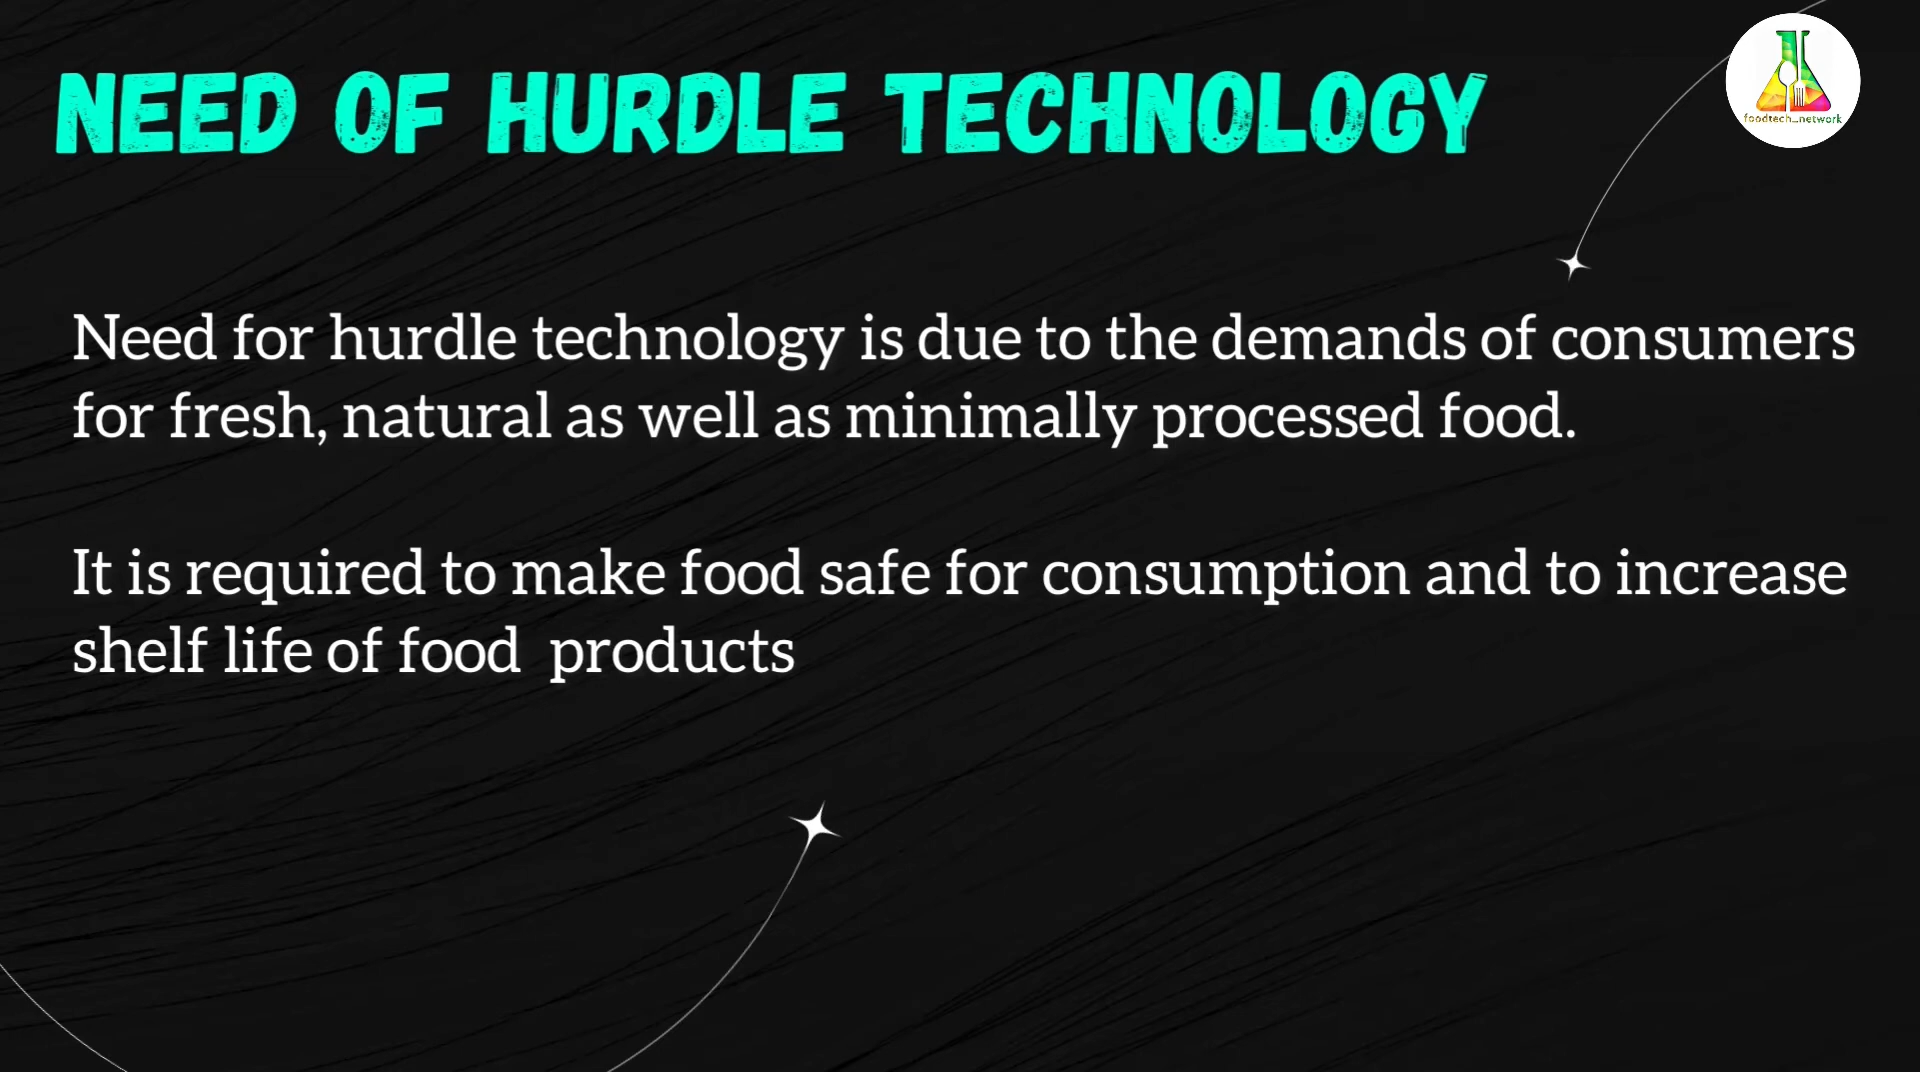 NEED OF HURDLE TECHNOLOGY
foodtech_network
Need for hurdle technology is due to the demands of consumers
for fresh, natural as well as minimally processed food.
It is required to make food safe for consumption and to increase
shelf life of food  products